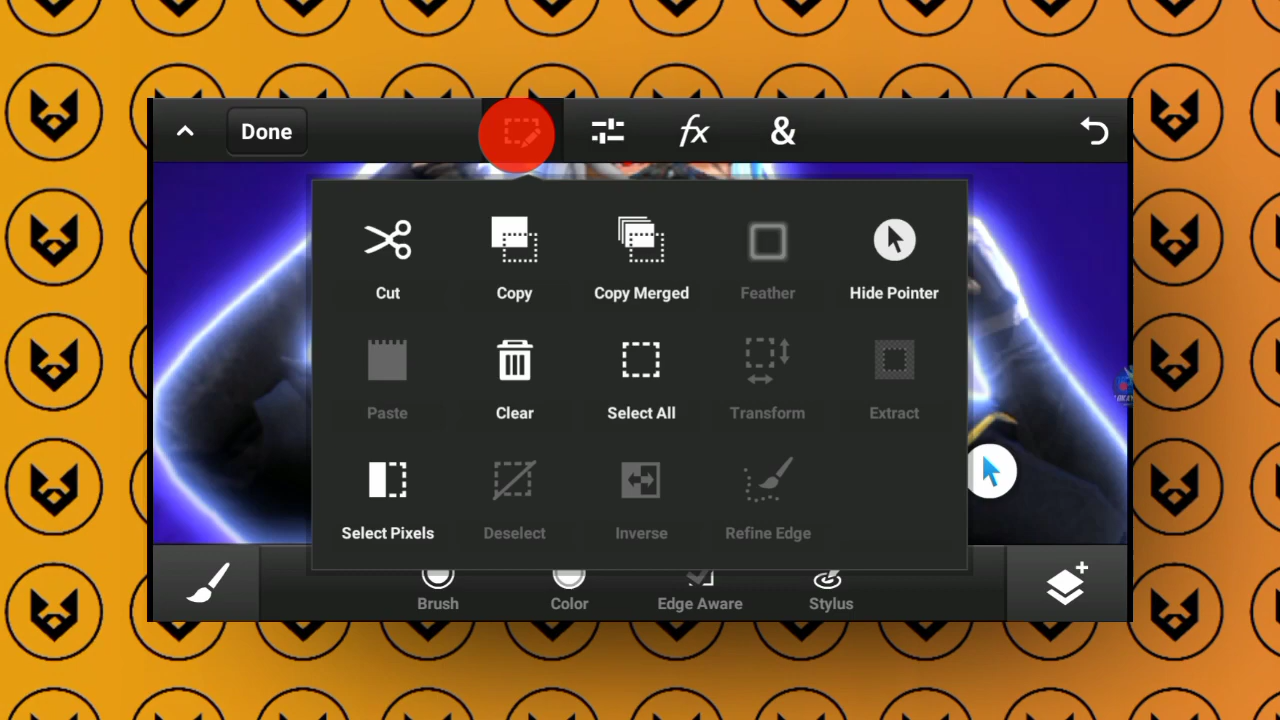 Done
fx
&
Cut
Copy
Copy Merged
Feather
Hide Pointer
Paste
Clear
Select All
Transform
Extract
Select Pixels
Deselect
Inverse
Refine Edge
Brush
Color
Edge Aware
Stylus